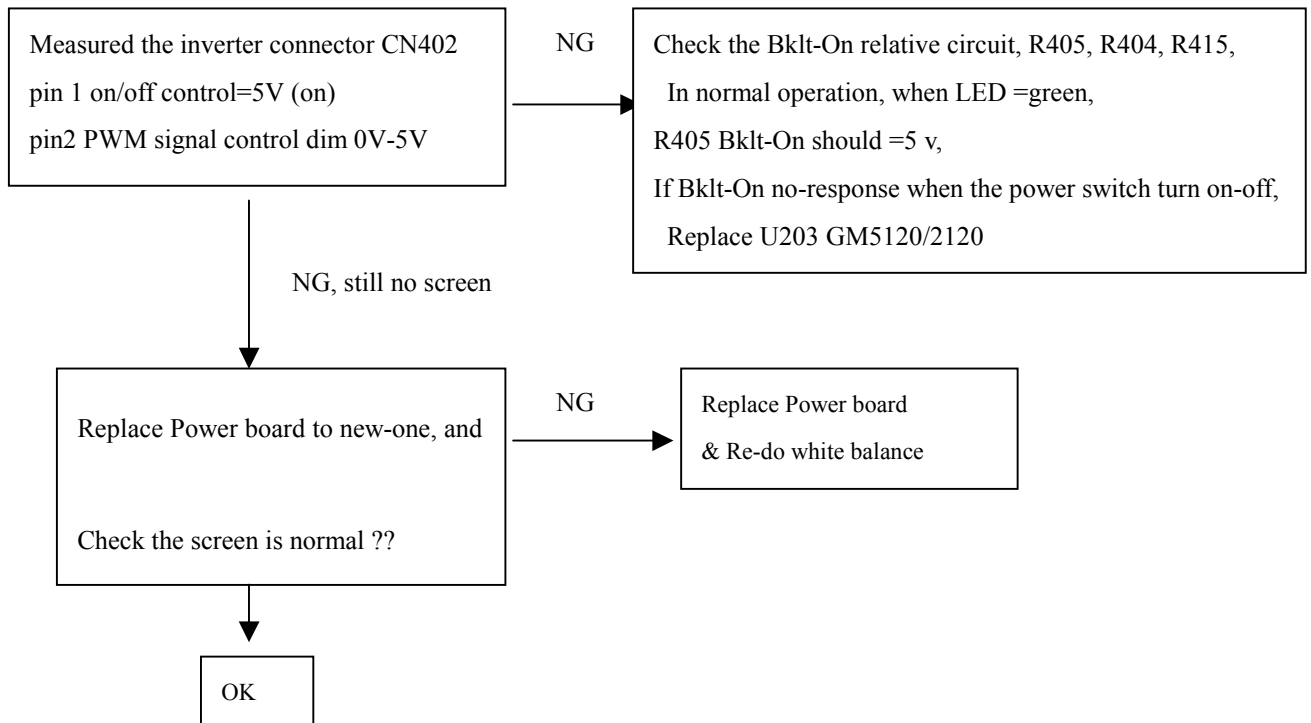 Measured the inverter connector CN402
pin 1 on/off control=5V (on)
pin2 PWM signal control dim 0V-5V
NG
Check the Bklt-On relative circuit, R405, R404, R415,
In normal operation, when LED =green,
R405 Bklt-On should =5 v,
If Bklt-On no-response when the power switch turn on-off,
Replace U203 GM5120/2120
NG, still no screen
Replace Power board to new-one, and
Check the screen is normal ??
NG
Replace Power board
& Re-do white balance
OK